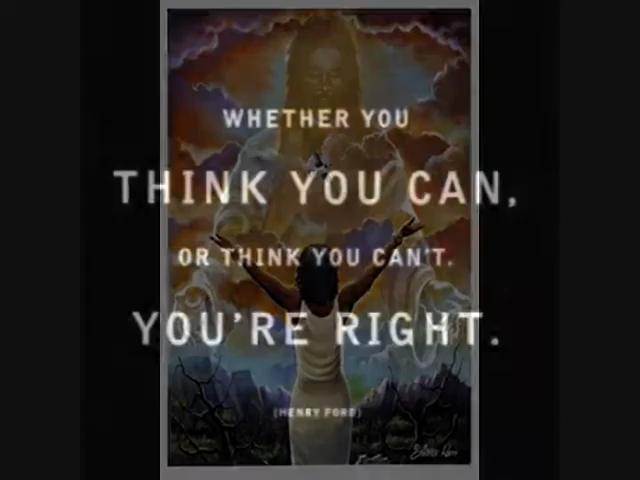 WHETHER YOU
THINK YOU CAN,
OR THINK YOU CAN'T.
YOU'RE RIGHT.
(HENRY FORD)